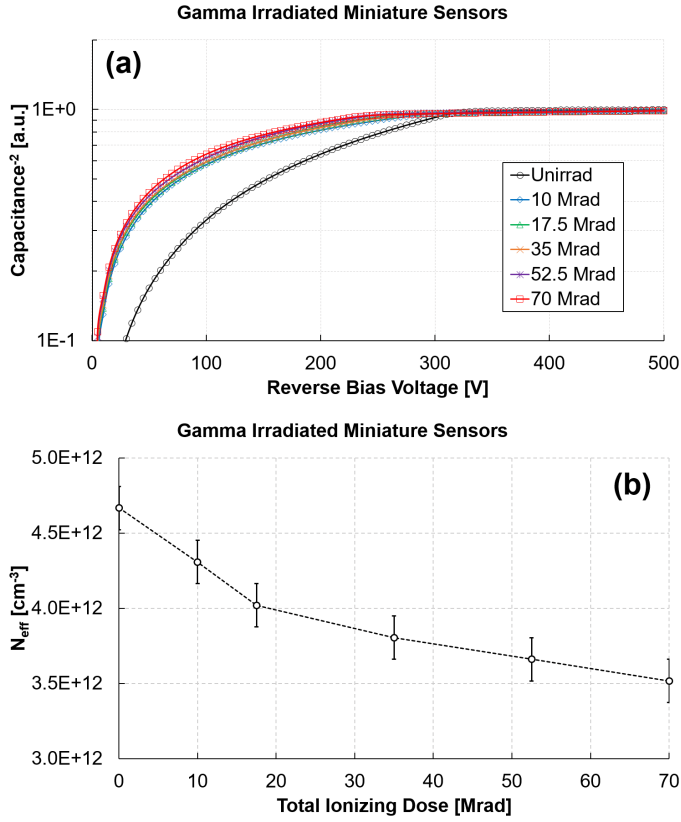 Gamma Irradiated Miniature Sensors
(a)
Capacitance⁻² [a.u.]
1E+0
1E-1
Unirrad
10 Mrad
17.5 Mrad
35 Mrad
52.5 Mrad
70 Mrad
0 100 200 300 400 500
Reverse Bias Voltage [V]
Gamma Irradiated Miniature Sensors
(b)
N_eff [cm⁻³]
5.0E+12
4.5E+12
4.0E+12
3.5E+12
3.0E+12
0 10 20 30 40 50 60 70
Total Ionizing Dose [Mrad]